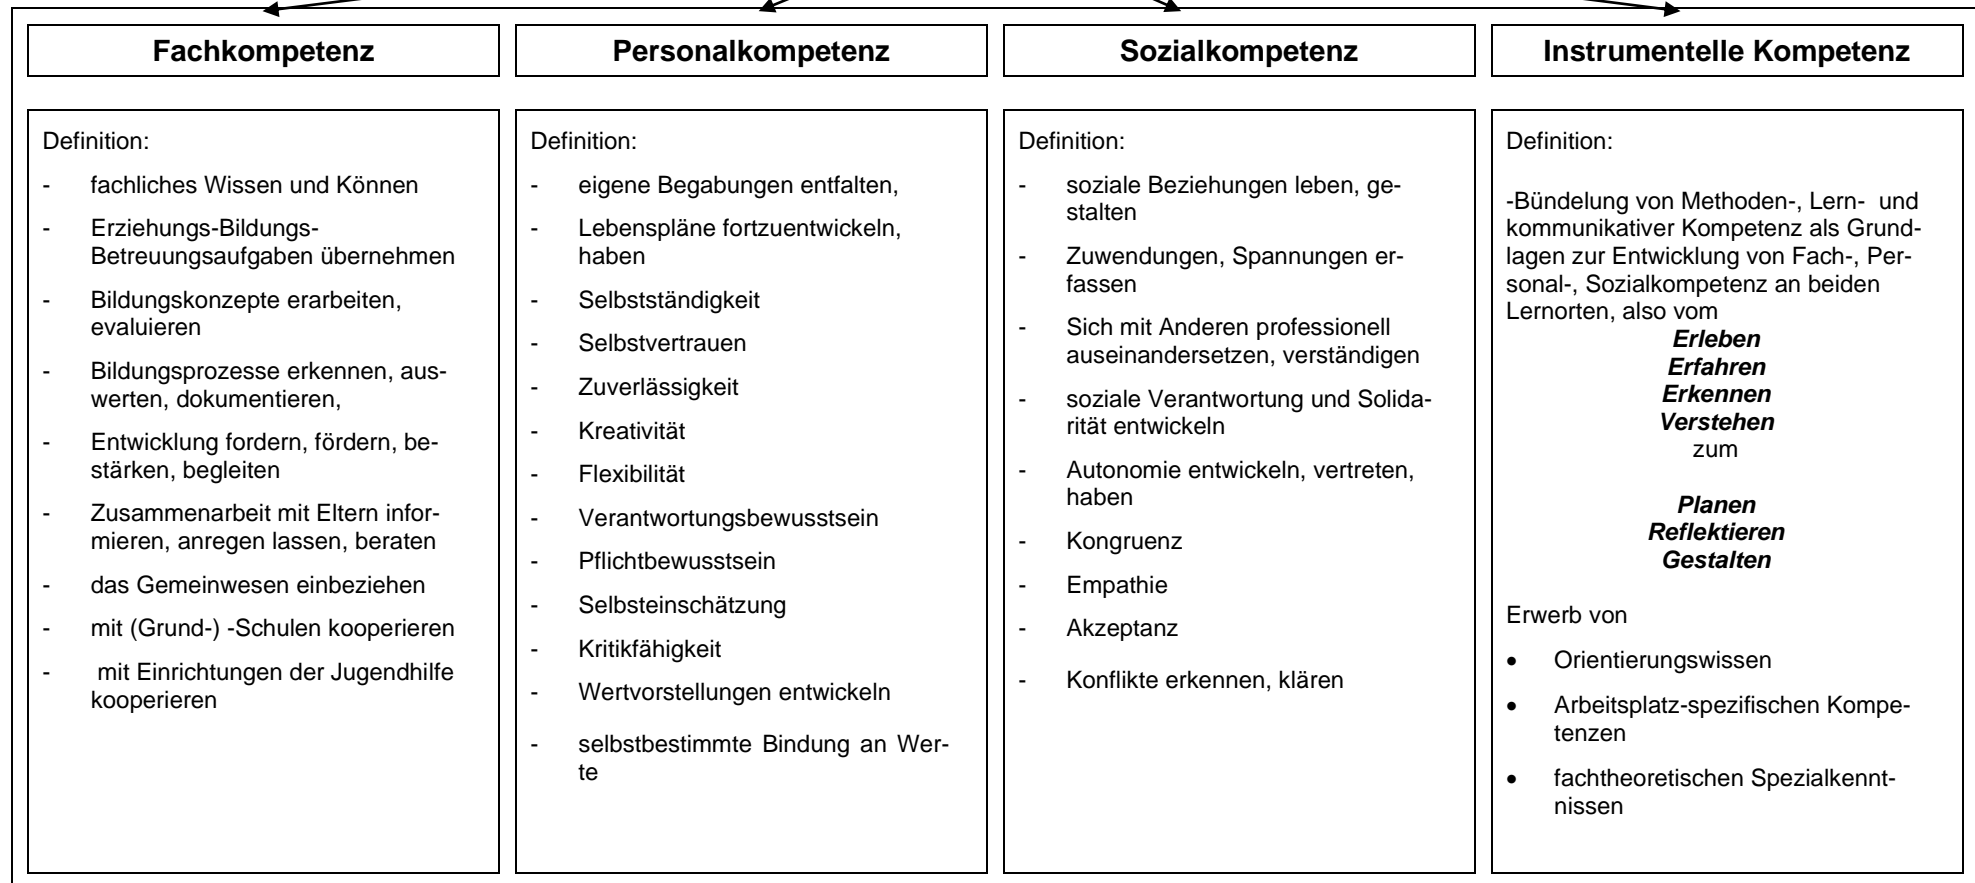 Fachkompetenz
Definition:
- fachliches Wissen und Können
- Erziehungs-Bildungs-
Betreuungsaufgaben übernehmen
- Bildungskonzepte erarbeiten,
evaluieren
- Bildungsprozesse erkennen, aus-
werten, dokumentieren,
- Entwicklung fordern, fördern, be-
stärken, begleiten
- Zusammenarbeit mit Eltern infor-
mieren, anregen lassen, beraten
- das Gemeinwesen einbeziehen
- mit (Grund-) -Schulen kooperieren
- mit Einrichtungen der Jugendhilfe
kooperieren
Personalkompetenz
Definition:
- eigene Begabungen entfalten,
- Lebenspläne fortzuentwickeln,
haben
- Selbstständigkeit
- Selbstvertrauen
- Zuverlässigkeit
- Kreativität
- Flexibilität
- Verantwortungsbewusstsein
- Pflichtbewusstsein
- Selbsteinschätzung
- Kritikfähigkeit
- Wertvorstellungen entwickeln
- selbstbestimmte Bindung an Wer-
te
Sozialkompetenz
Definition:
- soziale Beziehungen leben, ge-
stalten
- Zuwendungen, Spannungen er-
fassen
- Sich mit Anderen professionell
auseinandersetzen, verständigen
- soziale Verantwortung und Solida-
rität entwickeln
- Autonomie entwickeln, vertreten,
haben
- Kongruenz
- Empathie
- Akzeptanz
- Konflikte erkennen, klären
Instrumentelle Kompetenz
Definition:
-Bündelung von Methoden-, Lern- und
kommunikativer Kompetenz als Grund-
lagen zur Entwicklung von Fach-, Per-
sonal-, Sozialkompetenz an beiden
Lernorten, also vom
Erleben
Erfahren
Erkennen
Verstehen
zum
Planen
Reflektieren
Gestalten
Erwerb von
• Orientierungswissen
• Arbeitsplatz-spezifischen Kompe-
tenzen
• fachtheoretischen Spezialkennt-
nissen